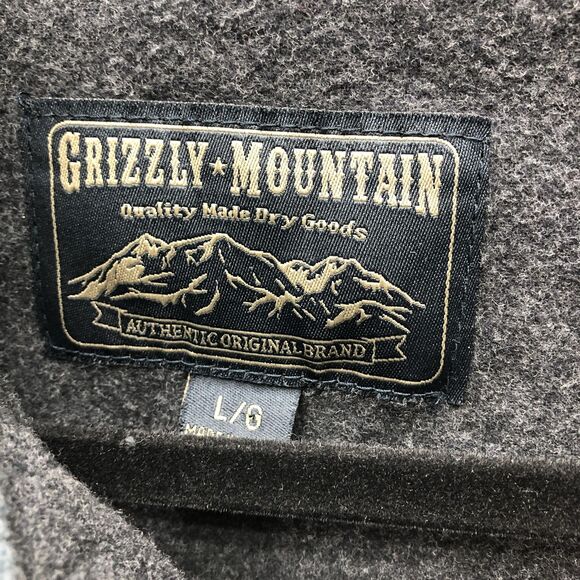 GRIZZLY★MOUNTAIN
Quality Made Dry Goods
AUTHENTIC ORIGINAL BRAND
L/G